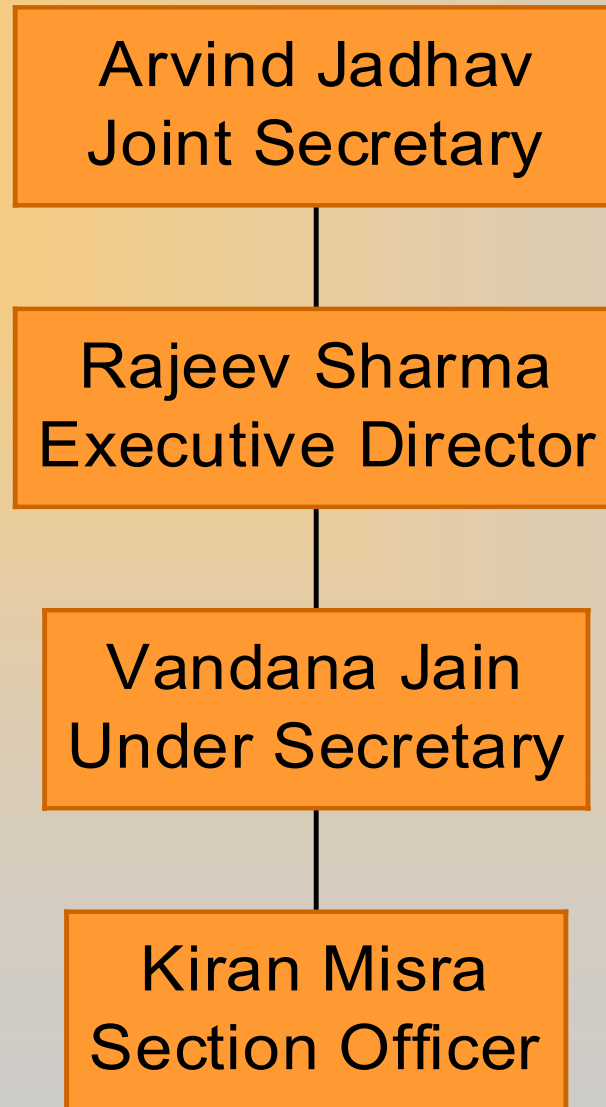 Arvind Jadhav
Joint Secretary
Rajeev Sharma
Executive Director
Vandana Jain
Under Secretary
Kiran Misra
Section Officer